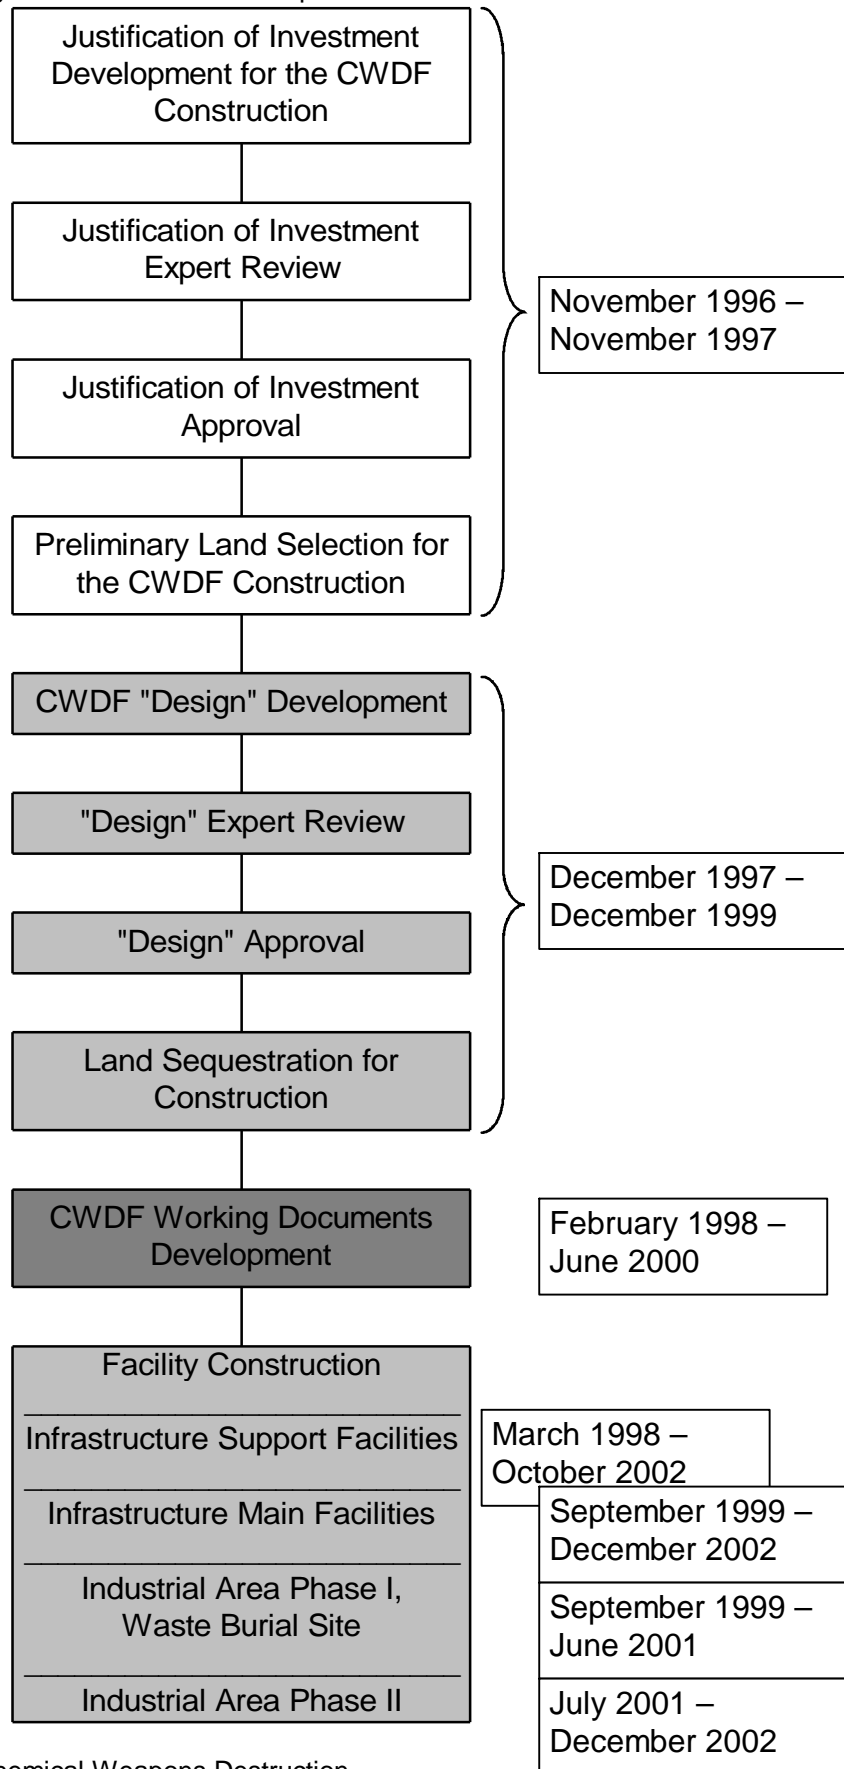 Justification of Investment
Development for the CWDF
Construction
Justification of Investment
Expert Review
November 1996 –
November 1997
Justification of Investment
Approval
Preliminary Land Selection for
the CWDF Construction
CWDF "Design" Development
"Design" Expert Review
December 1997 –
December 1999
"Design" Approval
Land Sequestration for
Construction
CWDF Working Documents
Development
February 1998 –
June 2000
Facility Construction
Infrastructure Support Facilities
March 1998 –
October 2002
Infrastructure Main Facilities
September 1999 –
December 2002
Industrial Area Phase I,
Waste Burial Site
September 1999 –
June 2001
Industrial Area Phase II
July 2001 –
December 2002
Weapons Destruction